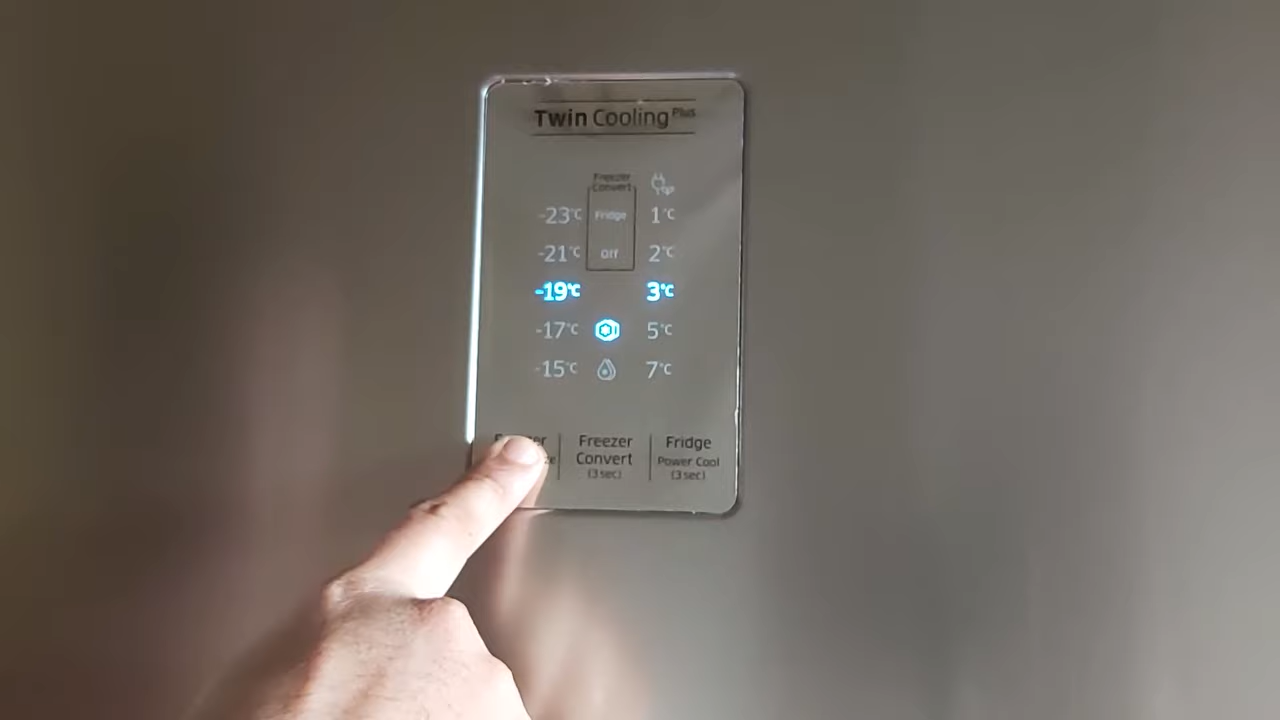 Twin Cooling Plus
Freezer
Convert
-23°C Fridge 1°C
-21°C Off 2°C
-19°C 3°C
-17°C 5°C
-15°C 7°C
Freezer Fridge
Convert Power Cool
(3 sec) (3 sec)